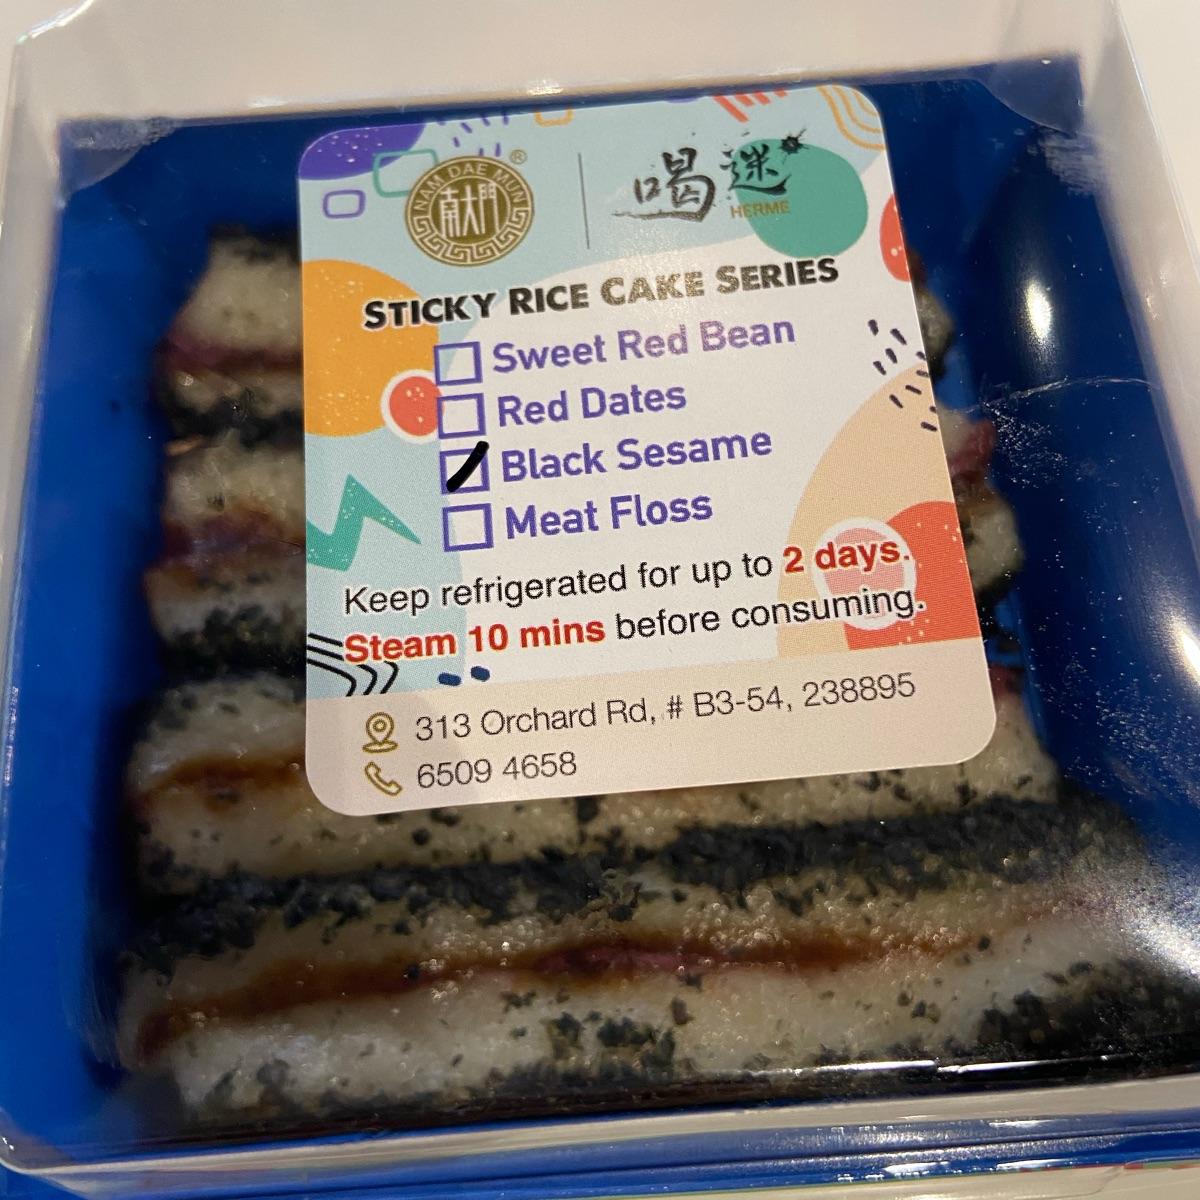 NAM DAE MUN
南大門
®
喝迷
HERME
STICKY RICE CAKE SERIES
Sweet Red Bean
Red Dates
Black Sesame
Meat Floss
Keep refrigerated for up to 2 days.
Steam 10 mins before consuming.
313 Orchard Rd, # B3-54, 238895
6509 4658